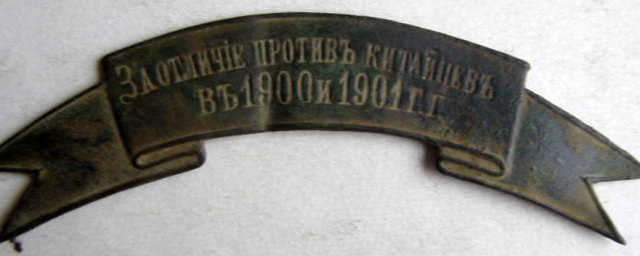 За отличіе противъ китайцевъ
въ 1900 и 1901 г.г.